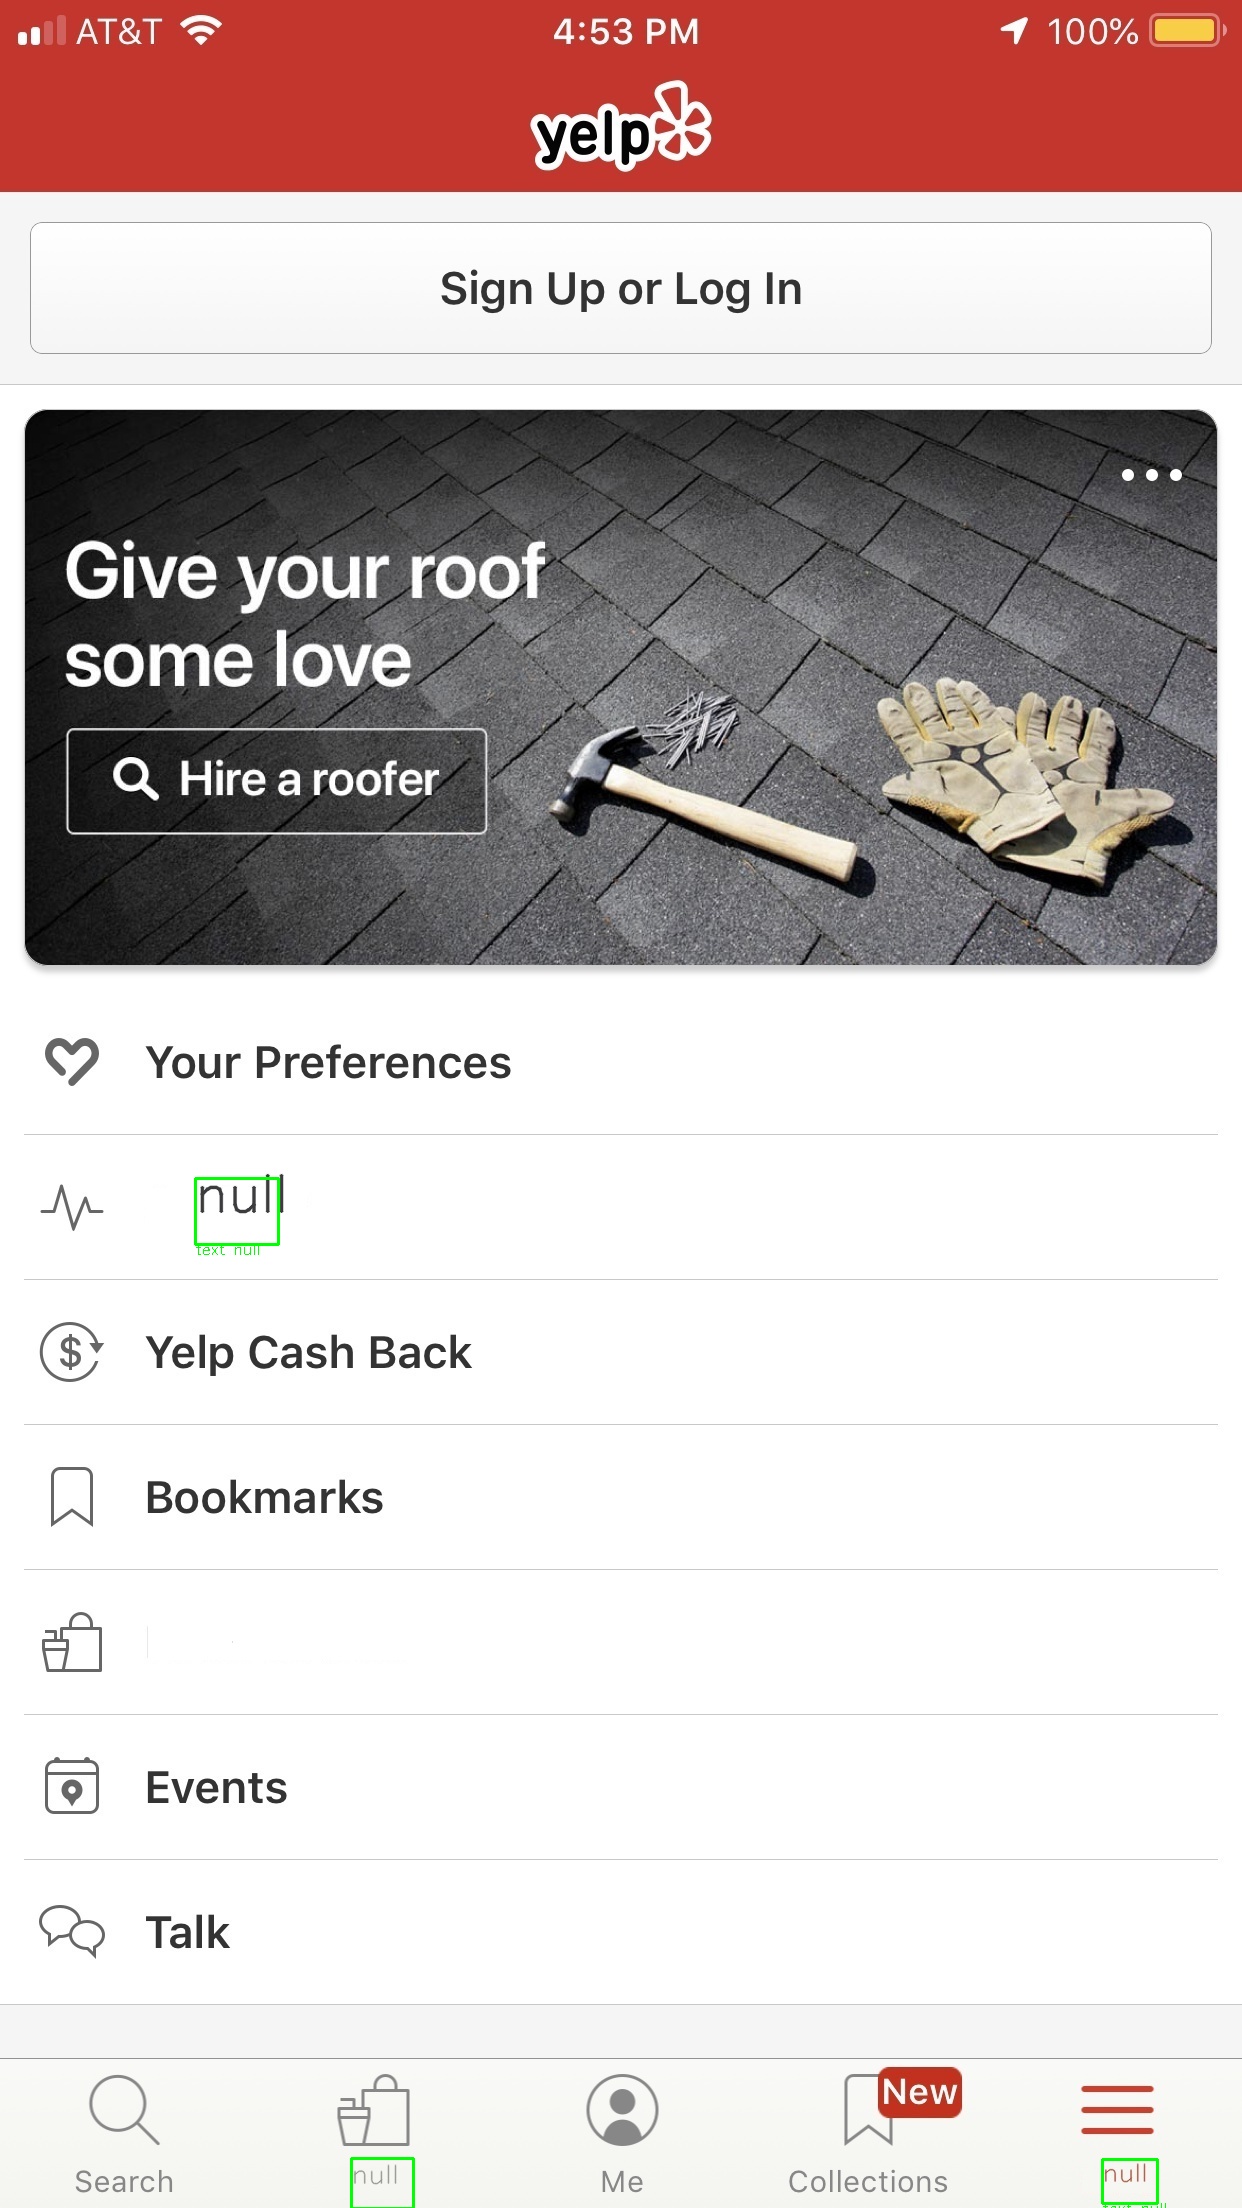 AT&T
4:53 PM
100%
yelp
Sign Up or Log In
Give your roof
some love
Hire a roofer
Your Preferences
null
text null
Yelp Cash Back
Bookmarks
Events
Talk
New
Search
null
Me
Collections
null